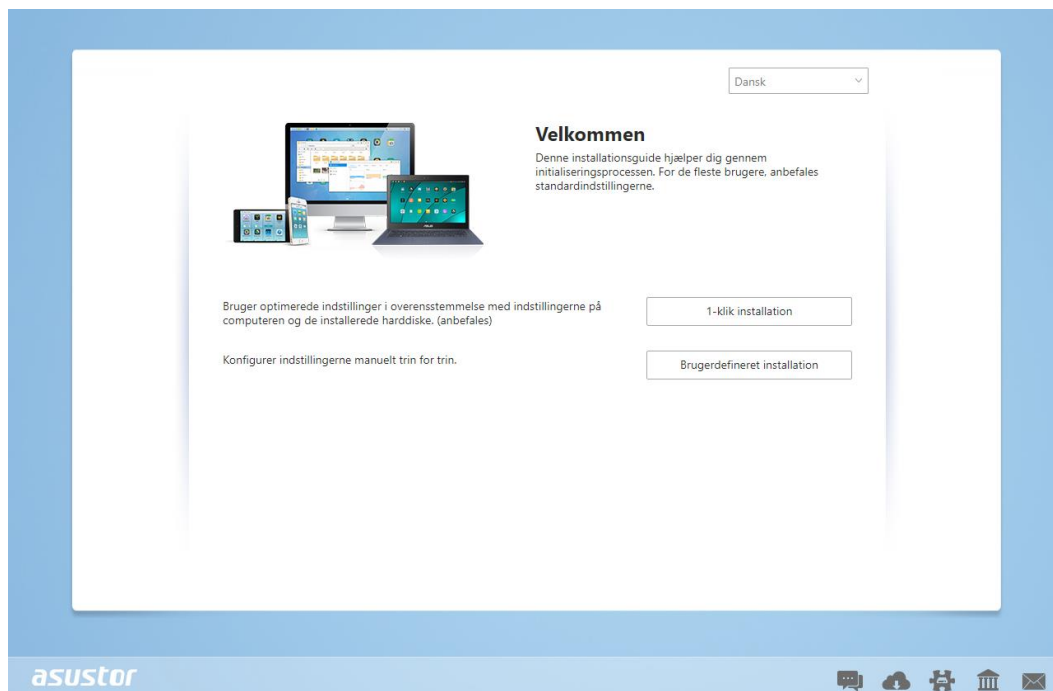 Dansk
Velkommen
Denne installationsguide hjælper dig gennem
initialiseringsprocessen. For de fleste brugere, anbefales
standardindstillingerne.
Bruger optimerede indstillinger i overensstemmelse med indstillingerne på
computeren og de installerede harddiske. (anbefales)
1-klik installation
Konfigurer indstillingerne manuelt trin for trin.
Brugerdefineret installation
asustor